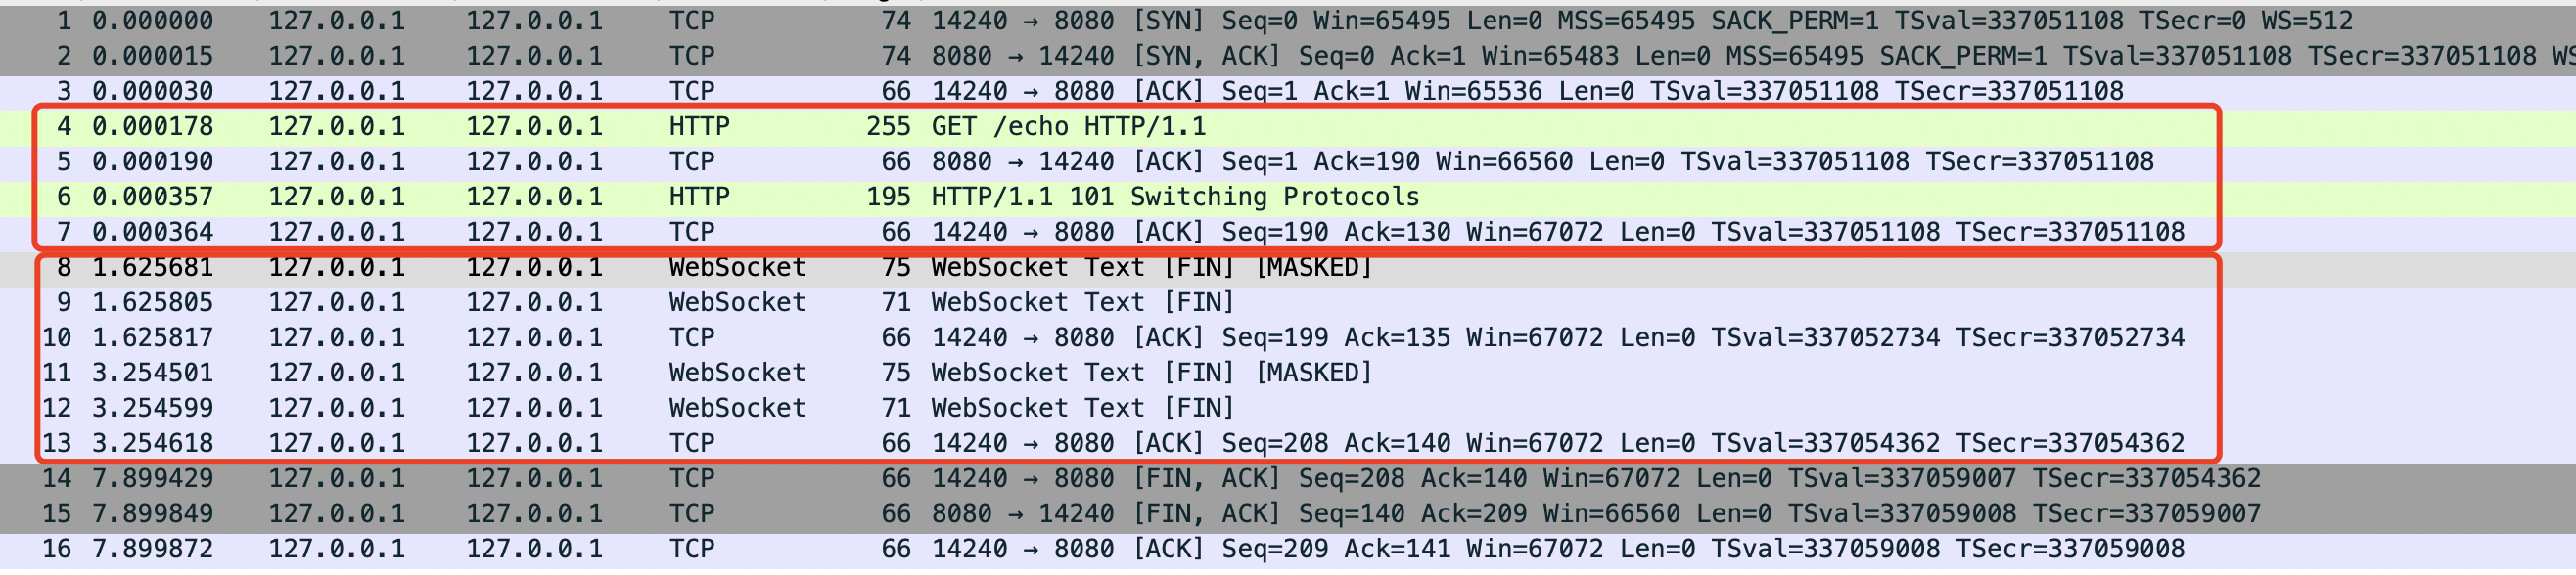 1 0.000000 127.0.0.1 127.0.0.1 TCP 74 14240 → 8080 [SYN] Seq=0 Win=65495 Len=0 MSS=65495 SACK_PERM=1 TSval=337051108 TSecr=0 WS=512
2 0.000015 127.0.0.1 127.0.0.1 TCP 74 8080 → 14240 [SYN, ACK] Seq=0 Ack=1 Win=65483 Len=0 MSS=65495 SACK_PERM=1 TSval=337051108 TSecr=337051108 WS
3 0.000030 127.0.0.1 127.0.0.1 TCP 66 14240 → 8080 [ACK] Seq=1 Ack=1 Win=65536 Len=0 TSval=337051108 TSecr=337051108
4 0.000178 127.0.0.1 127.0.0.1 HTTP 255 GET /echo HTTP/1.1
5 0.000190 127.0.0.1 127.0.0.1 TCP 66 8080 → 14240 [ACK] Seq=1 Ack=190 Win=66560 Len=0 TSval=337051108 TSecr=337051108
6 0.000357 127.0.0.1 127.0.0.1 HTTP 195 HTTP/1.1 101 Switching Protocols
7 0.000364 127.0.0.1 127.0.0.1 TCP 66 14240 → 8080 [ACK] Seq=190 Ack=130 Win=67072 Len=0 TSval=337051108 TSecr=337051108
8 1.625681 127.0.0.1 127.0.0.1 WebSocket 75 WebSocket Text [FIN] [MASKED]
9 1.625805 127.0.0.1 127.0.0.1 WebSocket 71 WebSocket Text [FIN]
10 1.625817 127.0.0.1 127.0.0.1 TCP 66 14240 → 8080 [ACK] Seq=199 Ack=135 Win=67072 Len=0 TSval=337052734 TSecr=337052734
11 3.254501 127.0.0.1 127.0.0.1 WebSocket 75 WebSocket Text [FIN] [MASKED]
12 3.254599 127.0.0.1 127.0.0.1 WebSocket 71 WebSocket Text [FIN]
13 3.254618 127.0.0.1 127.0.0.1 TCP 66 14240 → 8080 [ACK] Seq=208 Ack=140 Win=67072 Len=0 TSval=337054362 TSecr=337054362
14 7.899429 127.0.0.1 127.0.0.1 TCP 66 14240 → 8080 [FIN, ACK] Seq=208 Ack=140 Win=67072 Len=0 TSval=337059007 TSecr=337054362
15 7.899849 127.0.0.1 127.0.0.1 TCP 66 8080 → 14240 [FIN, ACK] Seq=140 Ack=209 Win=66560 Len=0 TSval=337059008 TSecr=337059007
16 7.899872 127.0.0.1 127.0.0.1 TCP 66 14240 → 8080 [ACK] Seq=209 Ack=141 Win=67072 Len=0 TSval=337059008 TSecr=337059008